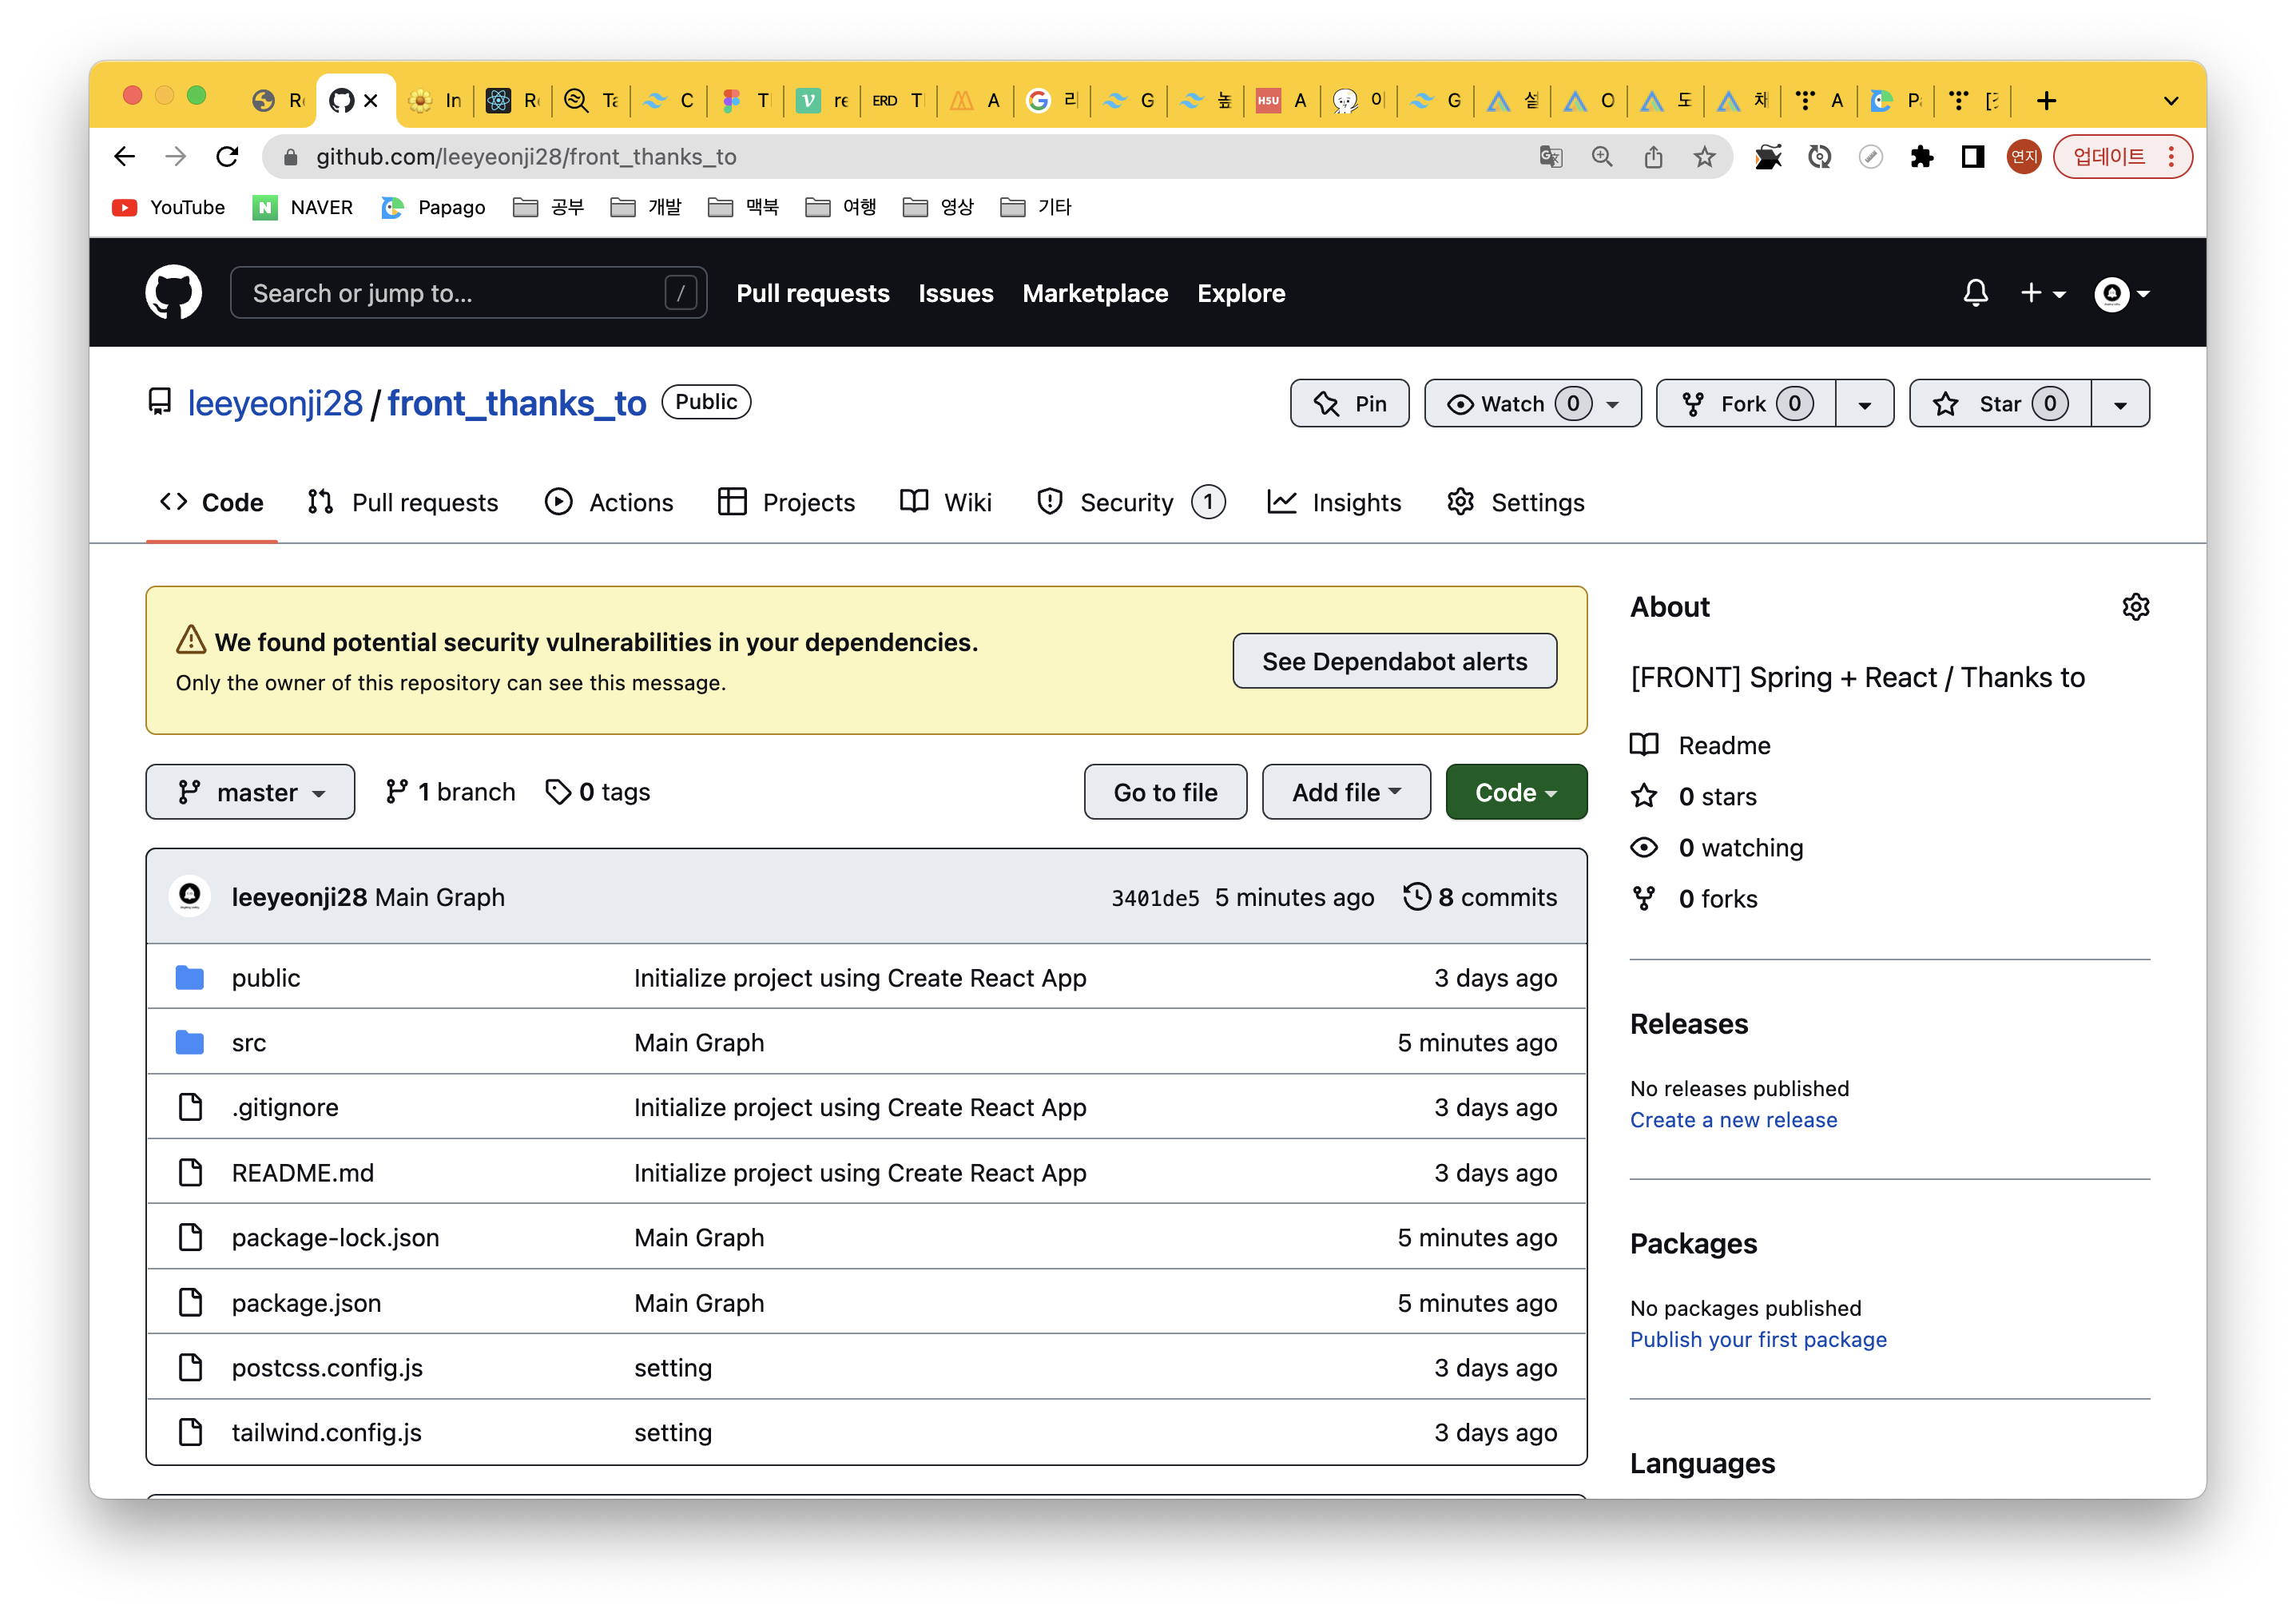 R
In
R
Ta
C
T
re
ERD T
A
리
G
높
H5U A
이
G
설
O
도
채
A
P
github.com/leeyeonji28/front_thanks_to
연지
업데이트
YouTube
NAVER
Papago
공부
개발
맥북
여행
영상
기타
Search or jump to... /
Pull requests
Issues
Marketplace
Explore
leeyeonji28 / front_thanks_to Public
Pin
Watch 0
Fork 0
Star 0
Code
Pull requests
Actions
Projects
Wiki
Security 1
Insights
Settings
We found potential security vulnerabilities in your dependencies.
Only the owner of this repository can see this message.
See Dependabot alerts
master
1 branch
0 tags
Go to file
Add file
Code
leeyeonji28 Main Graph 3401de5 5 minutes ago 8 commits
public Initialize project using Create React App 3 days ago
src Main Graph 5 minutes ago
.gitignore Initialize project using Create React App 3 days ago
README.md Initialize project using Create React App 3 days ago
package-lock.json Main Graph 5 minutes ago
package.json Main Graph 5 minutes ago
postcss.config.js setting 3 days ago
tailwind.config.js setting 3 days ago
About
[FRONT] Spring + React / Thanks to
Readme
0 stars
0 watching
0 forks
Releases
No releases published
Create a new release
Packages
No packages published
Publish your first package
Languages